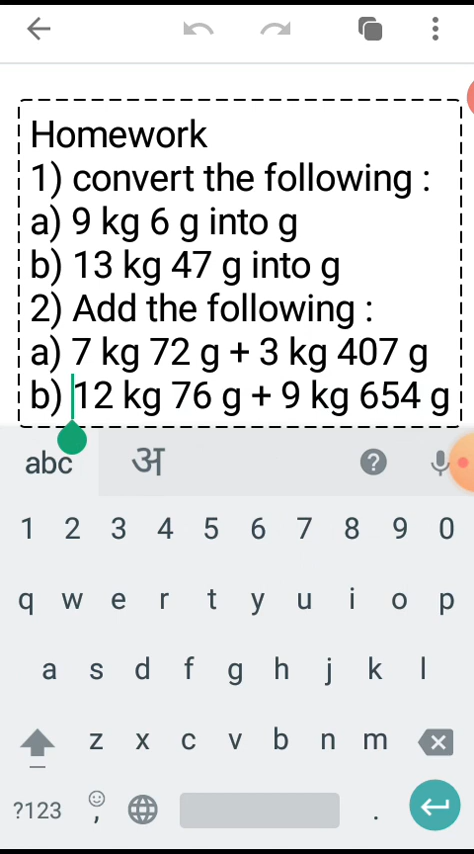 Homework
1) convert the following :
a) 9 kg 6 g into g
b) 13 kg 47 g into g
2) Add the following :
a) 7 kg 72 g + 3 kg 407 g
b) 12 kg 76 g + 9 kg 654 g
abc अ ?
1 2 3 4 5 6 7 8 9 0
q w e r t y u i o p
a s d f g h j k l
z x c v b n m
?123 , .